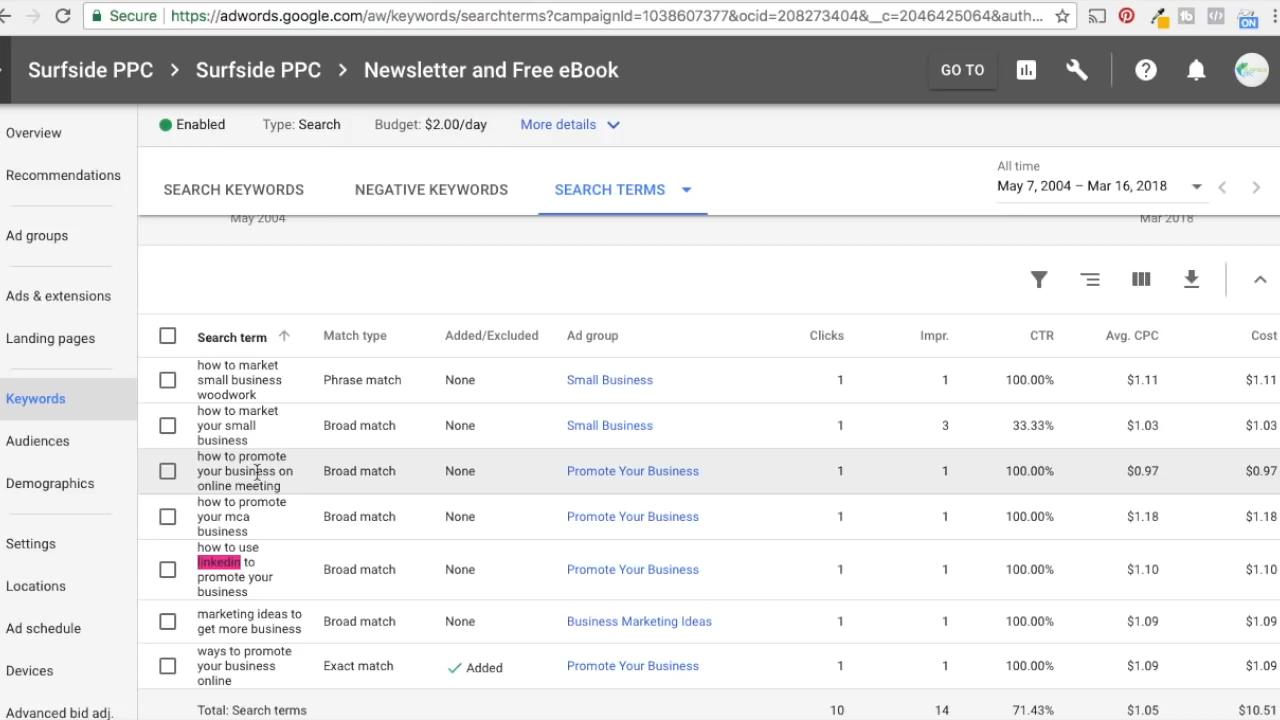 Secure
https://adwords.google.com/aw/keywords/searchterms?campaignId=1038607377&ocid=208273404&__c=2046425064&auth...
ON
Surfside PPC > Surfside PPC > Newsletter and Free eBook
GO TO
Overview
Recommendations
Ad groups
Ads & extensions
Landing pages
Keywords
Audiences
Demographics
Settings
Locations
Ad schedule
Devices
Advanced bid adj.
Enabled Type: Search Budget: $2.00/day More details
SEARCH KEYWORDS NEGATIVE KEYWORDS SEARCH TERMS
All time
May 7, 2004 – Mar 16, 2018
May 2004 Mar 2018
Search term Match type Added/Excluded Ad group Clicks Impr. CTR Avg. CPC Cost
how to market
small business
woodwork
Phrase match None Small Business 1 1 100.00% $1.11 $1.11
how to market
your small
business
Broad match None Small Business 1 3 33.33% $1.03 $1.03
how to promote
your business on
online meeting
Broad match None Promote Your Business 1 1 100.00% $0.97 $0.97
how to promote
your mca
business
Broad match None Promote Your Business 1 1 100.00% $1.18 $1.18
how to use
linkedin to
promote your
business
Broad match None Promote Your Business 1 1 100.00% $1.10 $1.10
marketing ideas to
get more business
Broad match None Business Marketing Ideas 1 1 100.00% $1.09 $1.09
ways to promote
your business
online
Exact match Added Promote Your Business 1 1 100.00% $1.09 $1.09
Total: Search terms 10 14 71.43% $1.05 $10.51